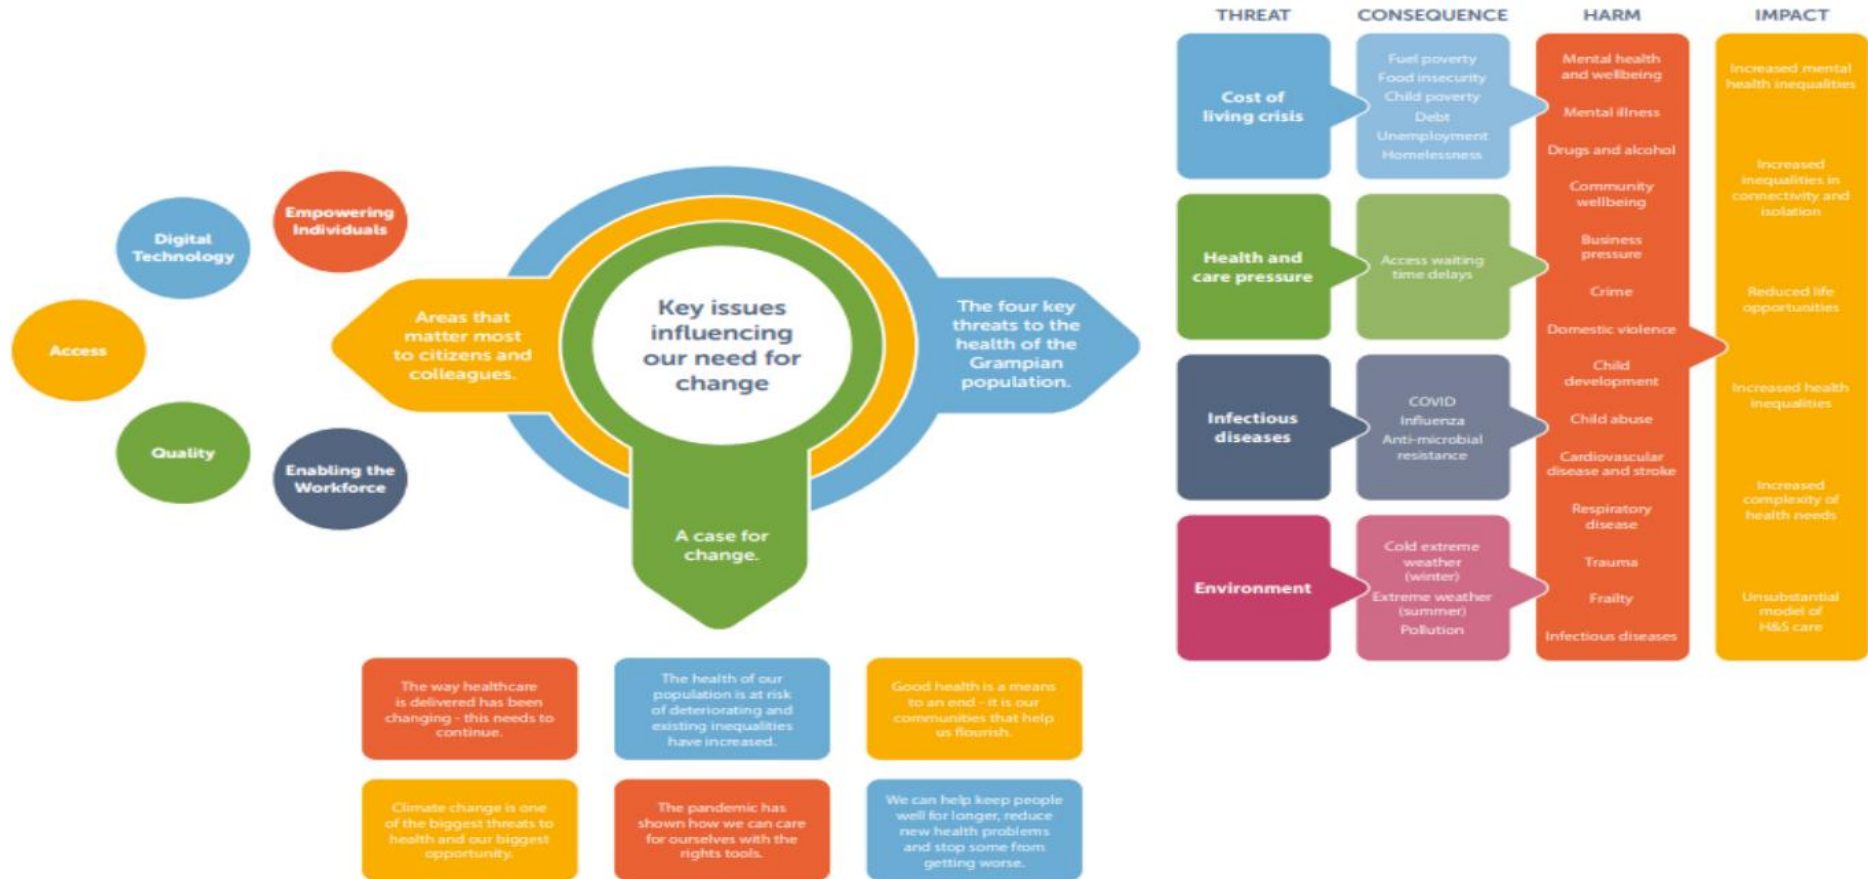 Empowering
Individuals
Digital
Technology
Access
Quality
Enabling the
Workforce
Areas that
matter most
to citizens and
colleagues.
Key issues
influencing
our need for
change
The four key
threats to the
health of the
Grampian
population.
A case for
change.
The way healthcare
is delivered has been
changing - this needs to
continue.
The health of our
population is at risk
of deteriorating and
existing inequalities
have increased.
Good health is a means
to an end - it is our
communities that help
us flourish.
Climate change is one
of the biggest threats to
health and our biggest
opportunity.
The pandemic has
shown how we can care
for ourselves with the
rights tools.
We can help keep people
well for longer, reduce
new health problems
and stop some from
getting worse.
THREAT
Cost of
living crisis
Health and
care pressure
Infectious
diseases
Environment
CONSEQUENCE
Fuel poverty
Food insecurity
Child poverty
Debt
Unemployment
Homelessness
Access waiting
time delays
COVID
Influenza
Anti-microbial
resistance
Cold extreme
weather
(winter)
Extreme weather
(summer)
Pollution
HARM
Mental health
and wellbeing
Mental illness
Drugs and alcohol
Community
wellbeing
Business
pressure
Crime
Domestic violence
Child
development
Child abuse
Cardiovascular
disease and stroke
Respiratory
disease
Trauma
Frailty
Infectious diseases
IMPACT
Increased mental
health inequalities
Increased
inequalities in
connectivity and
isolation
Reduced life
opportunities
Increased health
inequalities
Increased
complexity of
health needs
Unsubstantial
model of
H&S care